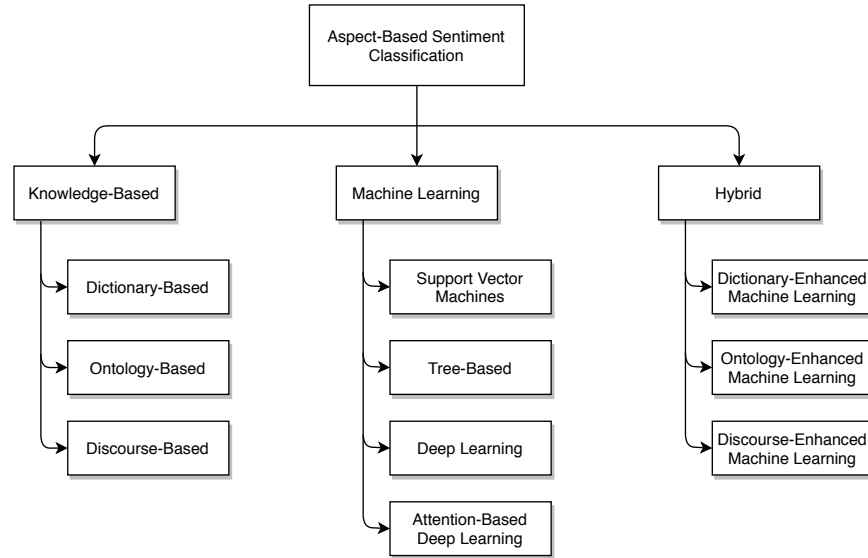 Aspect-Based Sentiment
Classification
Knowledge-Based
Machine Learning
Hybrid
Dictionary-Based
Support Vector
Machines
Dictionary-Enhanced
Machine Learning
Ontology-Based
Tree-Based
Ontology-Enhanced
Machine Learning
Discourse-Based
Deep Learning
Discourse-Enhanced
Machine Learning
Attention-Based
Deep Learning